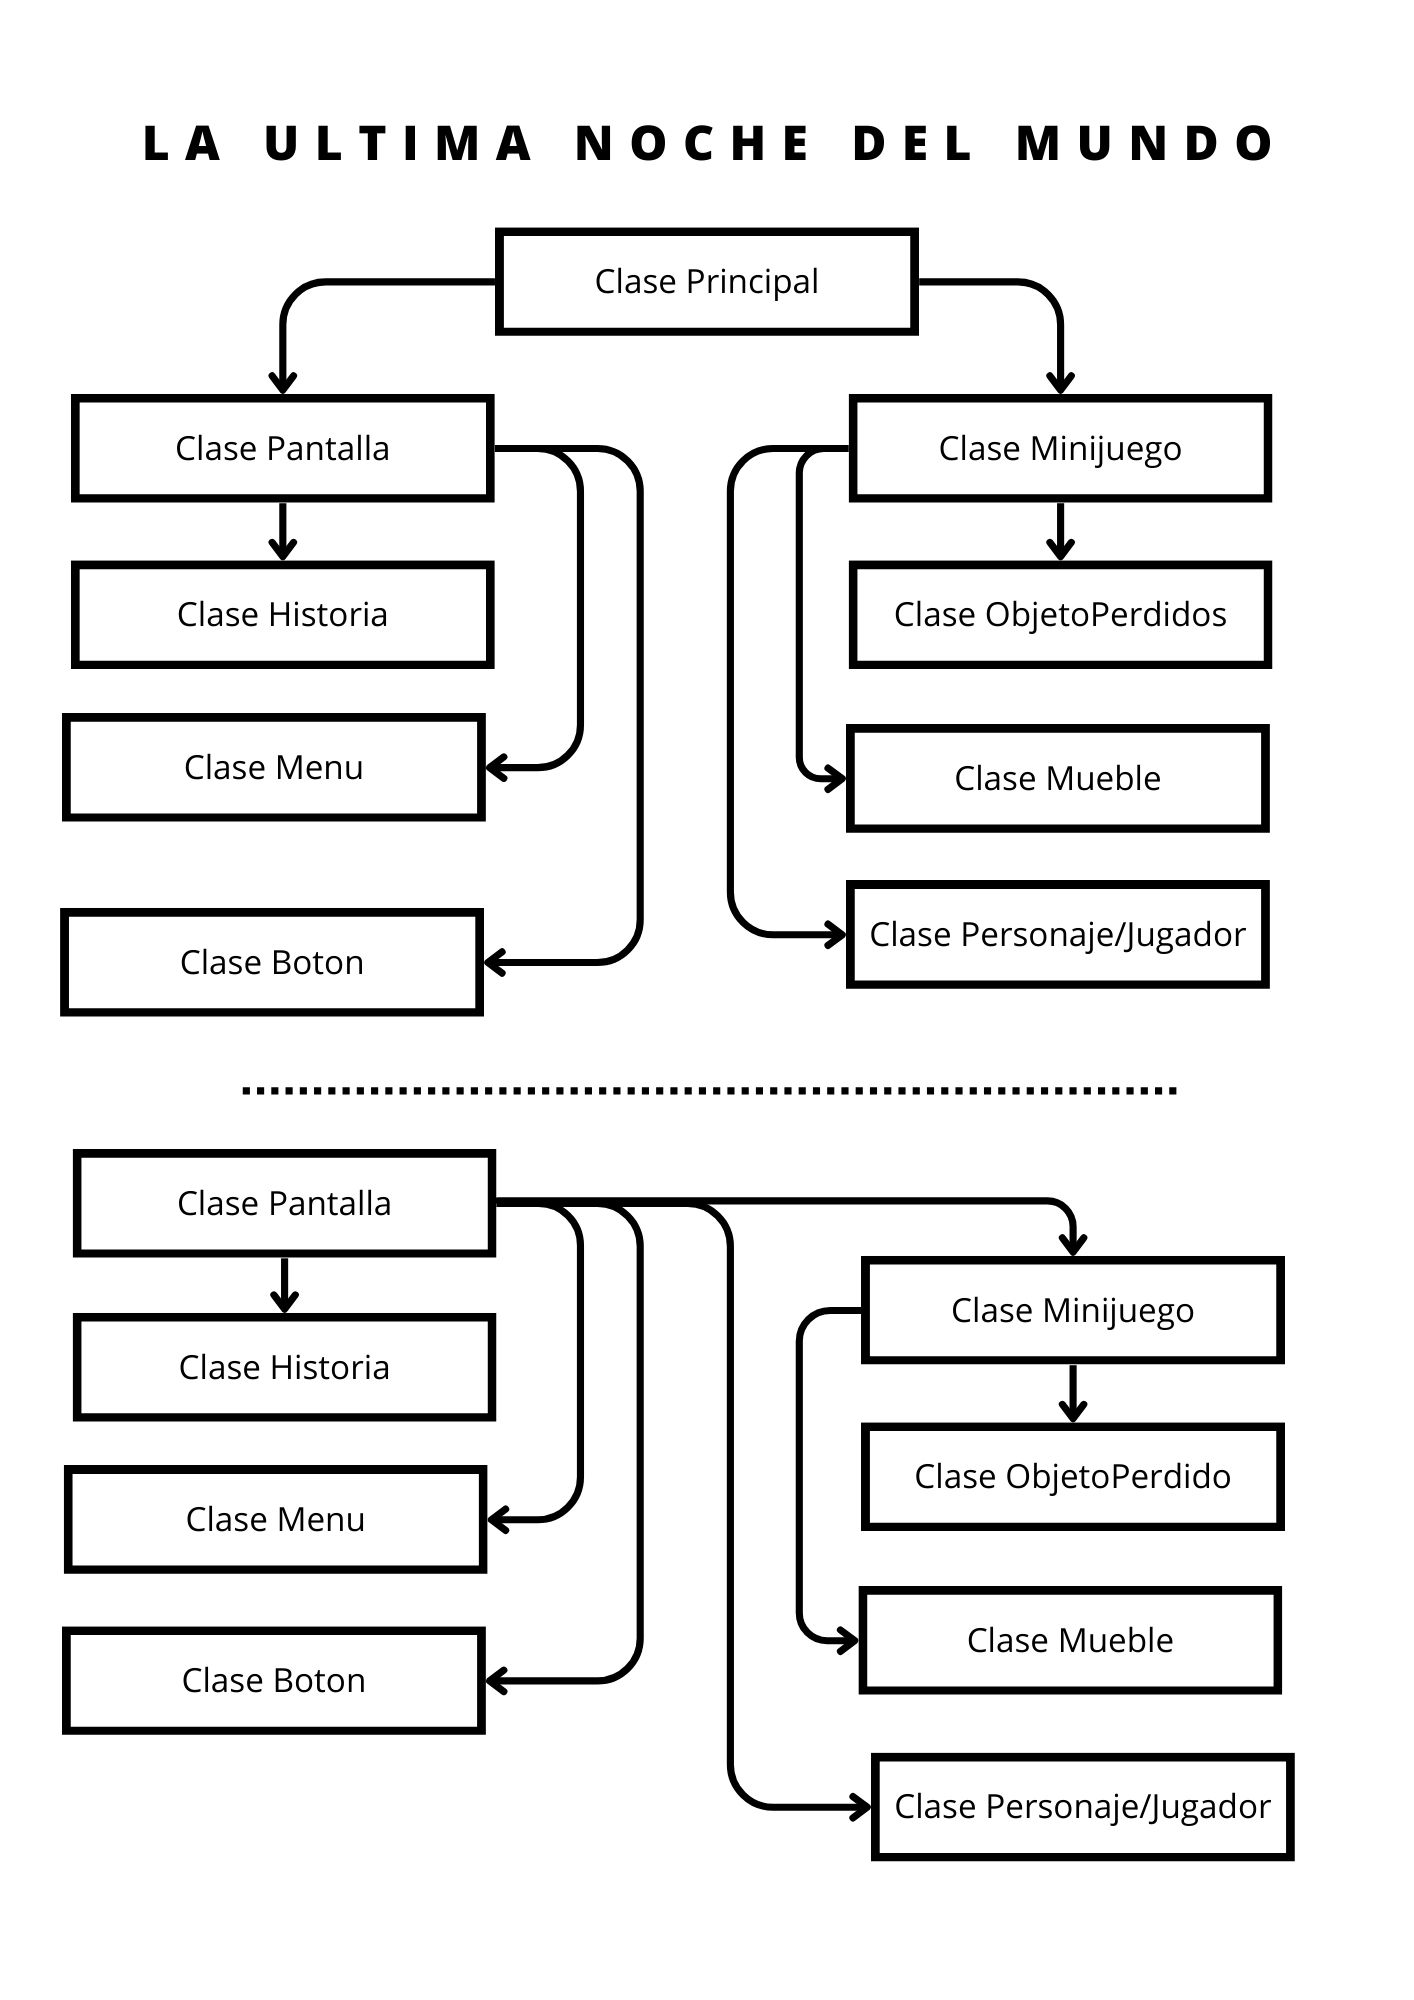 LA ULTIMA NOCHE DEL MUNDO
Clase Principal
Clase Pantalla
Clase Minijuego
Clase Historia
Clase ObjetoPerdidos
Clase Menu
Clase Mueble
Clase Personaje/Jugador
Clase Boton
Clase Pantalla
Clase Minijuego
Clase Historia
Clase ObjetoPerdido
Clase Menu
Clase Mueble
Clase Boton
Clase Personaje/Jugador